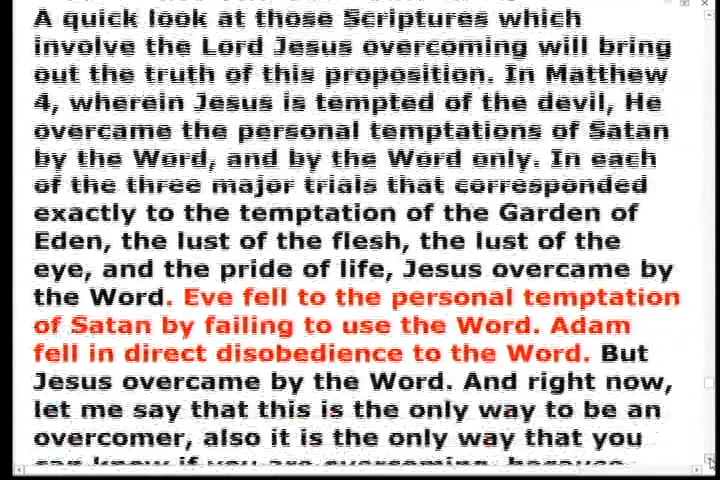 A quick look at those Scriptures which
involve the Lord Jesus overcoming will bring
out the truth of this proposition. In Matthew
4, wherein Jesus is tempted of the devil, He
overcame the personal temptations of Satan
by the Word, and by the Word only. In each
of the three major trials that corresponded
exactly to the temptation of the Garden of
Eden, the lust of the flesh, the lust of the
eye, and the pride of life, Jesus overcame by
the Word. Eve fell to the personal temptation
of Satan by failing to use the Word. Adam
fell in direct disobedience to the Word. But
Jesus overcame by the Word. And right now,
let me say that this is the only way to be an
overcomer, also it is the only way that you
can know if you are overcoming, because